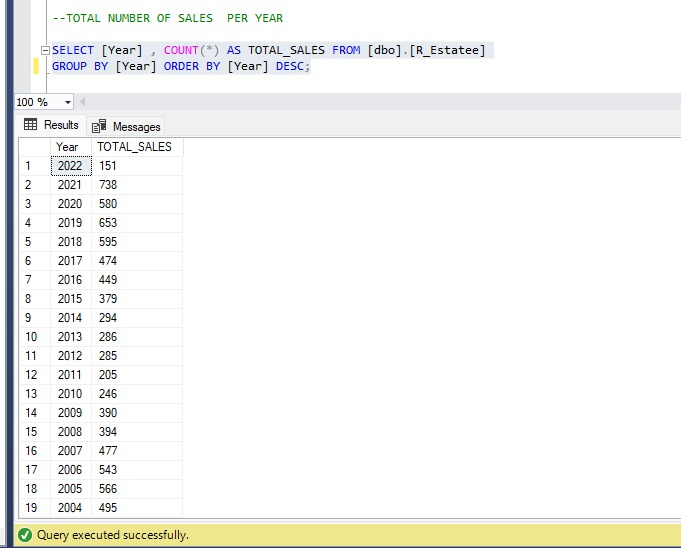 --TOTAL NUMBER OF SALES  PER YEAR
SELECT [Year] , COUNT(*) AS TOTAL_SALES FROM [dbo].[R_Estatee]
GROUP BY [Year] ORDER BY [Year] DESC;
100 %
Results Messages
Year TOTAL_SALES
1 2022 151
2 2021 738
3 2020 580
4 2019 653
5 2018 595
6 2017 474
7 2016 449
8 2015 379
9 2014 294
10 2013 286
11 2012 285
12 2011 205
13 2010 246
14 2009 390
15 2008 394
16 2007 477
17 2006 543
18 2005 566
19 2004 495
Query executed successfully.